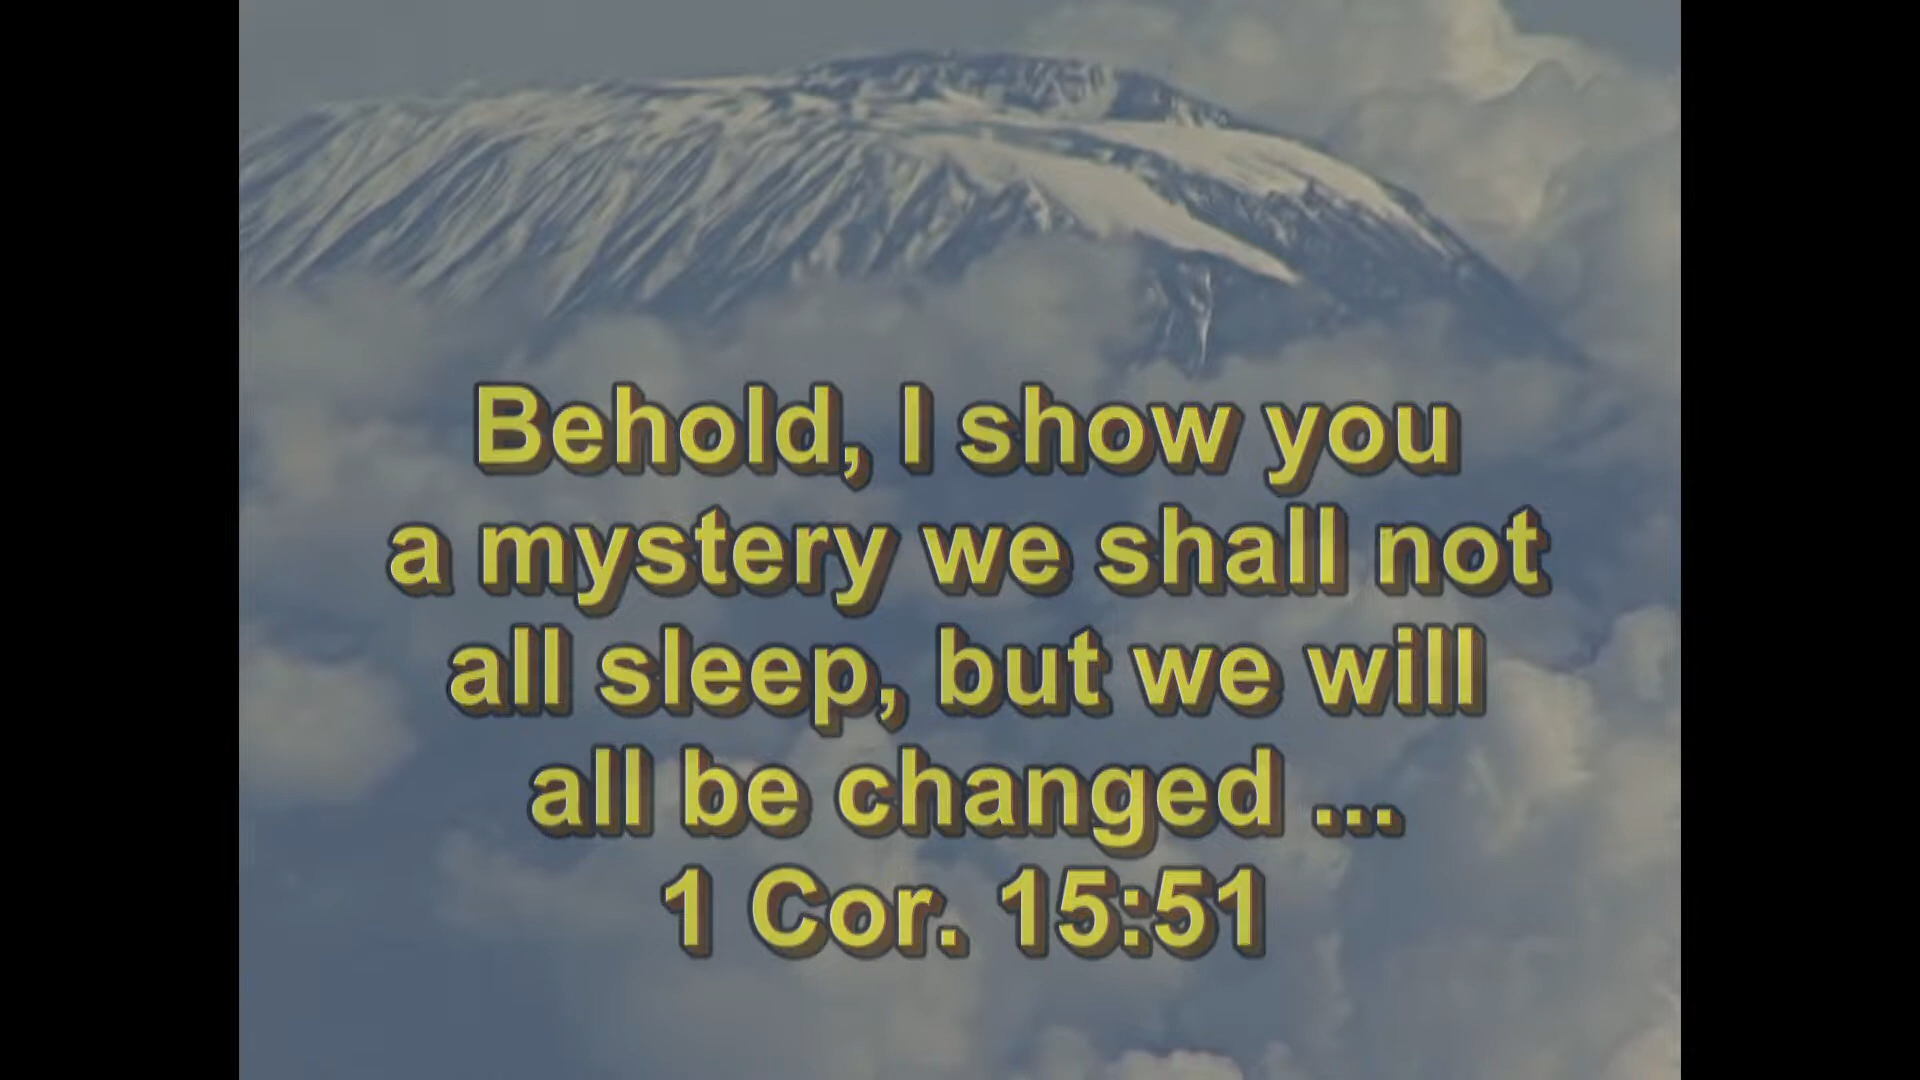 Behold, I show you
a mystery we shall not
all sleep, but we will
all be changed ...
1 Cor. 15:51